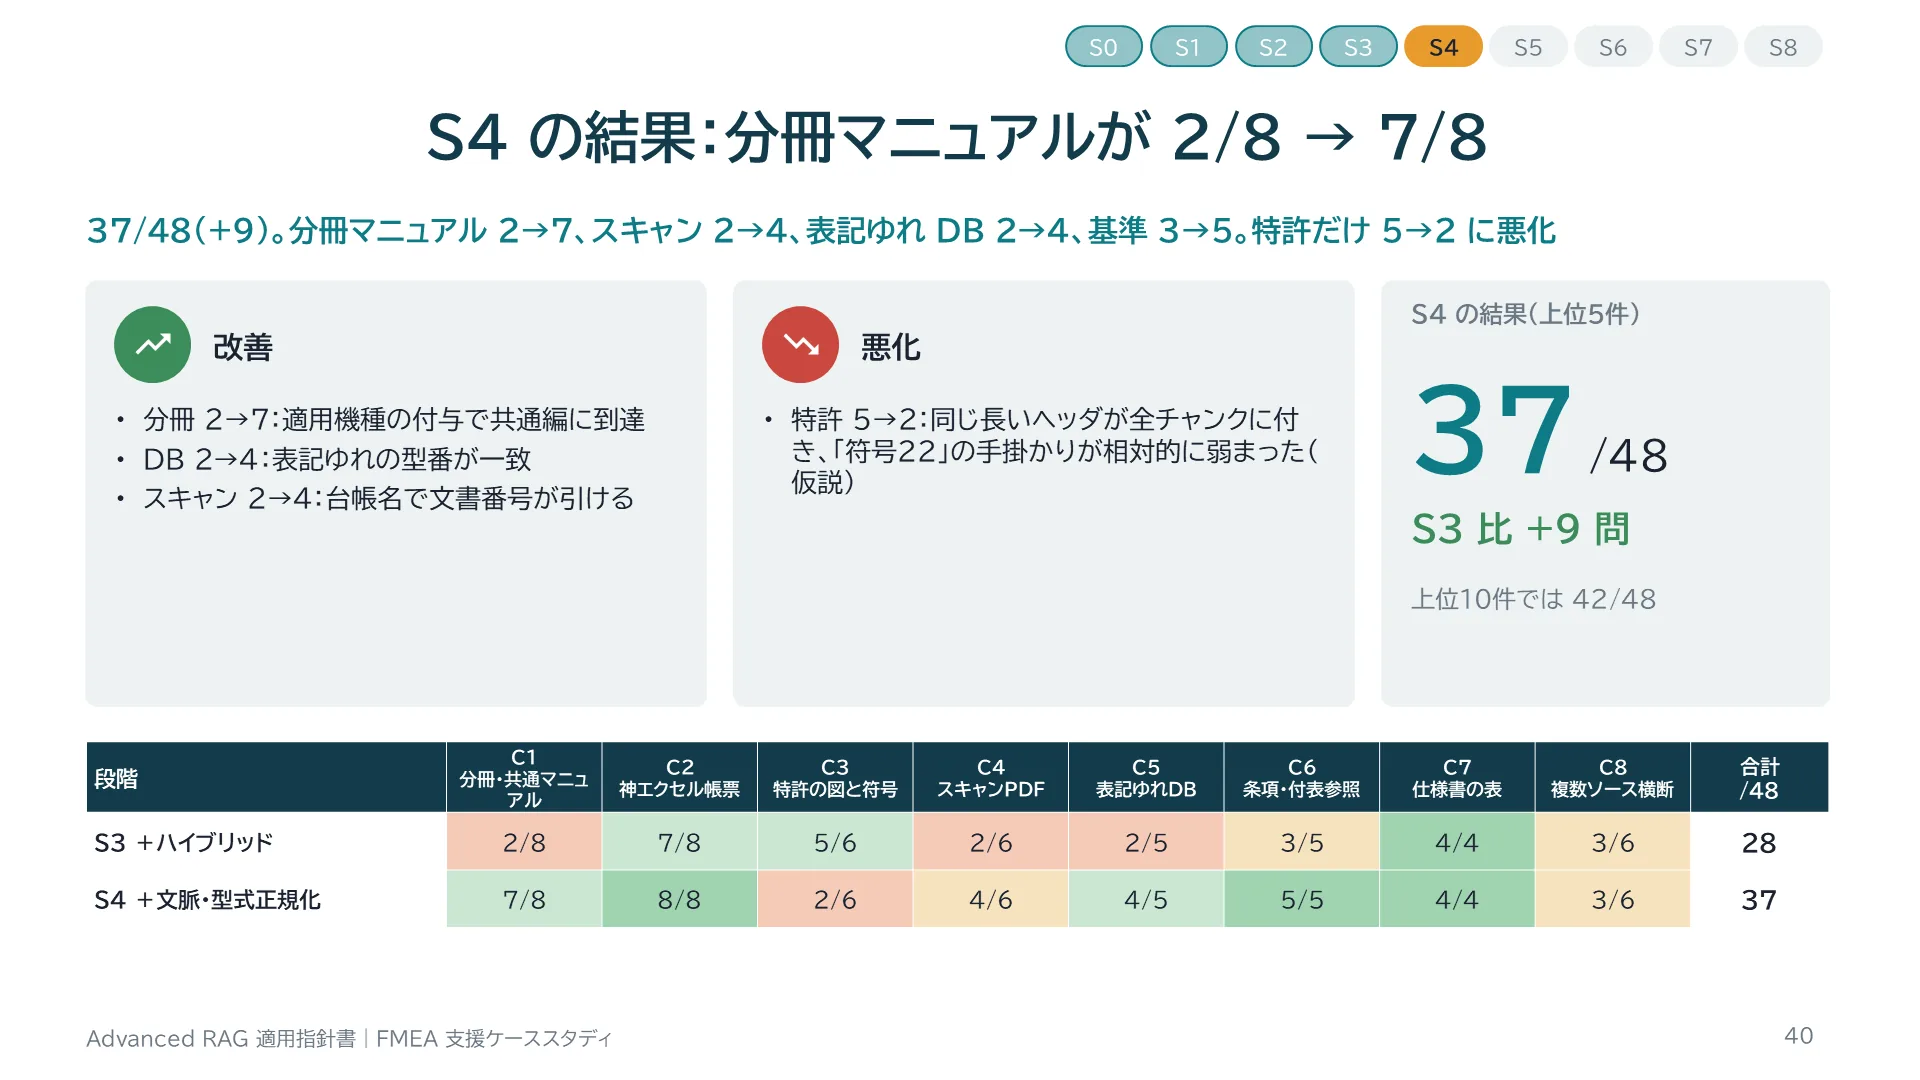 S0 S1 S2 S3 S4 S5 S6 S7 S8
S4 の結果：分冊マニュアルが 2/8 → 7/8
37/48（+9）。分冊マニュアル 2→7、スキャン 2→4、表記ゆれ DB 2→4、基準 3→5。特許だけ 5→2 に悪化
改善
• 分冊 2→7：適用機種の付与で共通編に到達
• DB 2→4：表記ゆれの型番が一致
• スキャン 2→4：台帳名で文書番号が引ける
悪化
• 特許 5→2：同じ長いヘッダが全チャンクに付
き、「符号22」の手掛かりが相対的に弱まった（
仮説）
S4 の結果（上位5件）
37 /48
S3 比 +9 問
上位10件では 42/48
段階 C1 分冊・共通マニュアル C2 神エクセル帳票 C3 特許の図と符号 C4 スキャンPDF C5 表記ゆれDB C6 条項・付表参照 C7 仕様書の表 C8 複数ソース横断 合計 /48
S3 ＋ハイブリッド 2/8 7/8 5/6 2/6 2/5 3/5 4/4 3/6 28
S4 ＋文脈・型式正規化 7/8 8/8 2/6 4/6 4/5 5/5 4/4 3/6 37
Advanced RAG 適用指針書｜FMEA 支援ケーススタディ
40